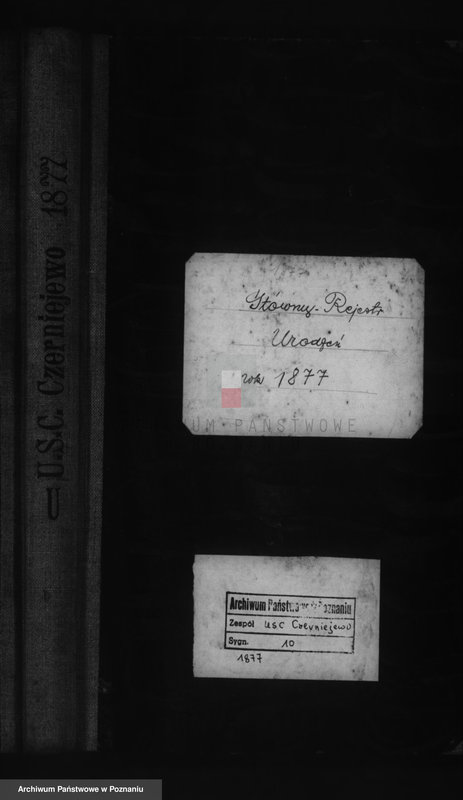 U.S.C. Czerniejewo 1877
Główny Rejestr
Urodzeń
rok 1877
UM PAŃSTWOWE
Archiwum Państwowe w Poznaniu
Zespół USC Czerniejewo
Sygn. 10
1877
Archiwum Państwowe w Poznaniu